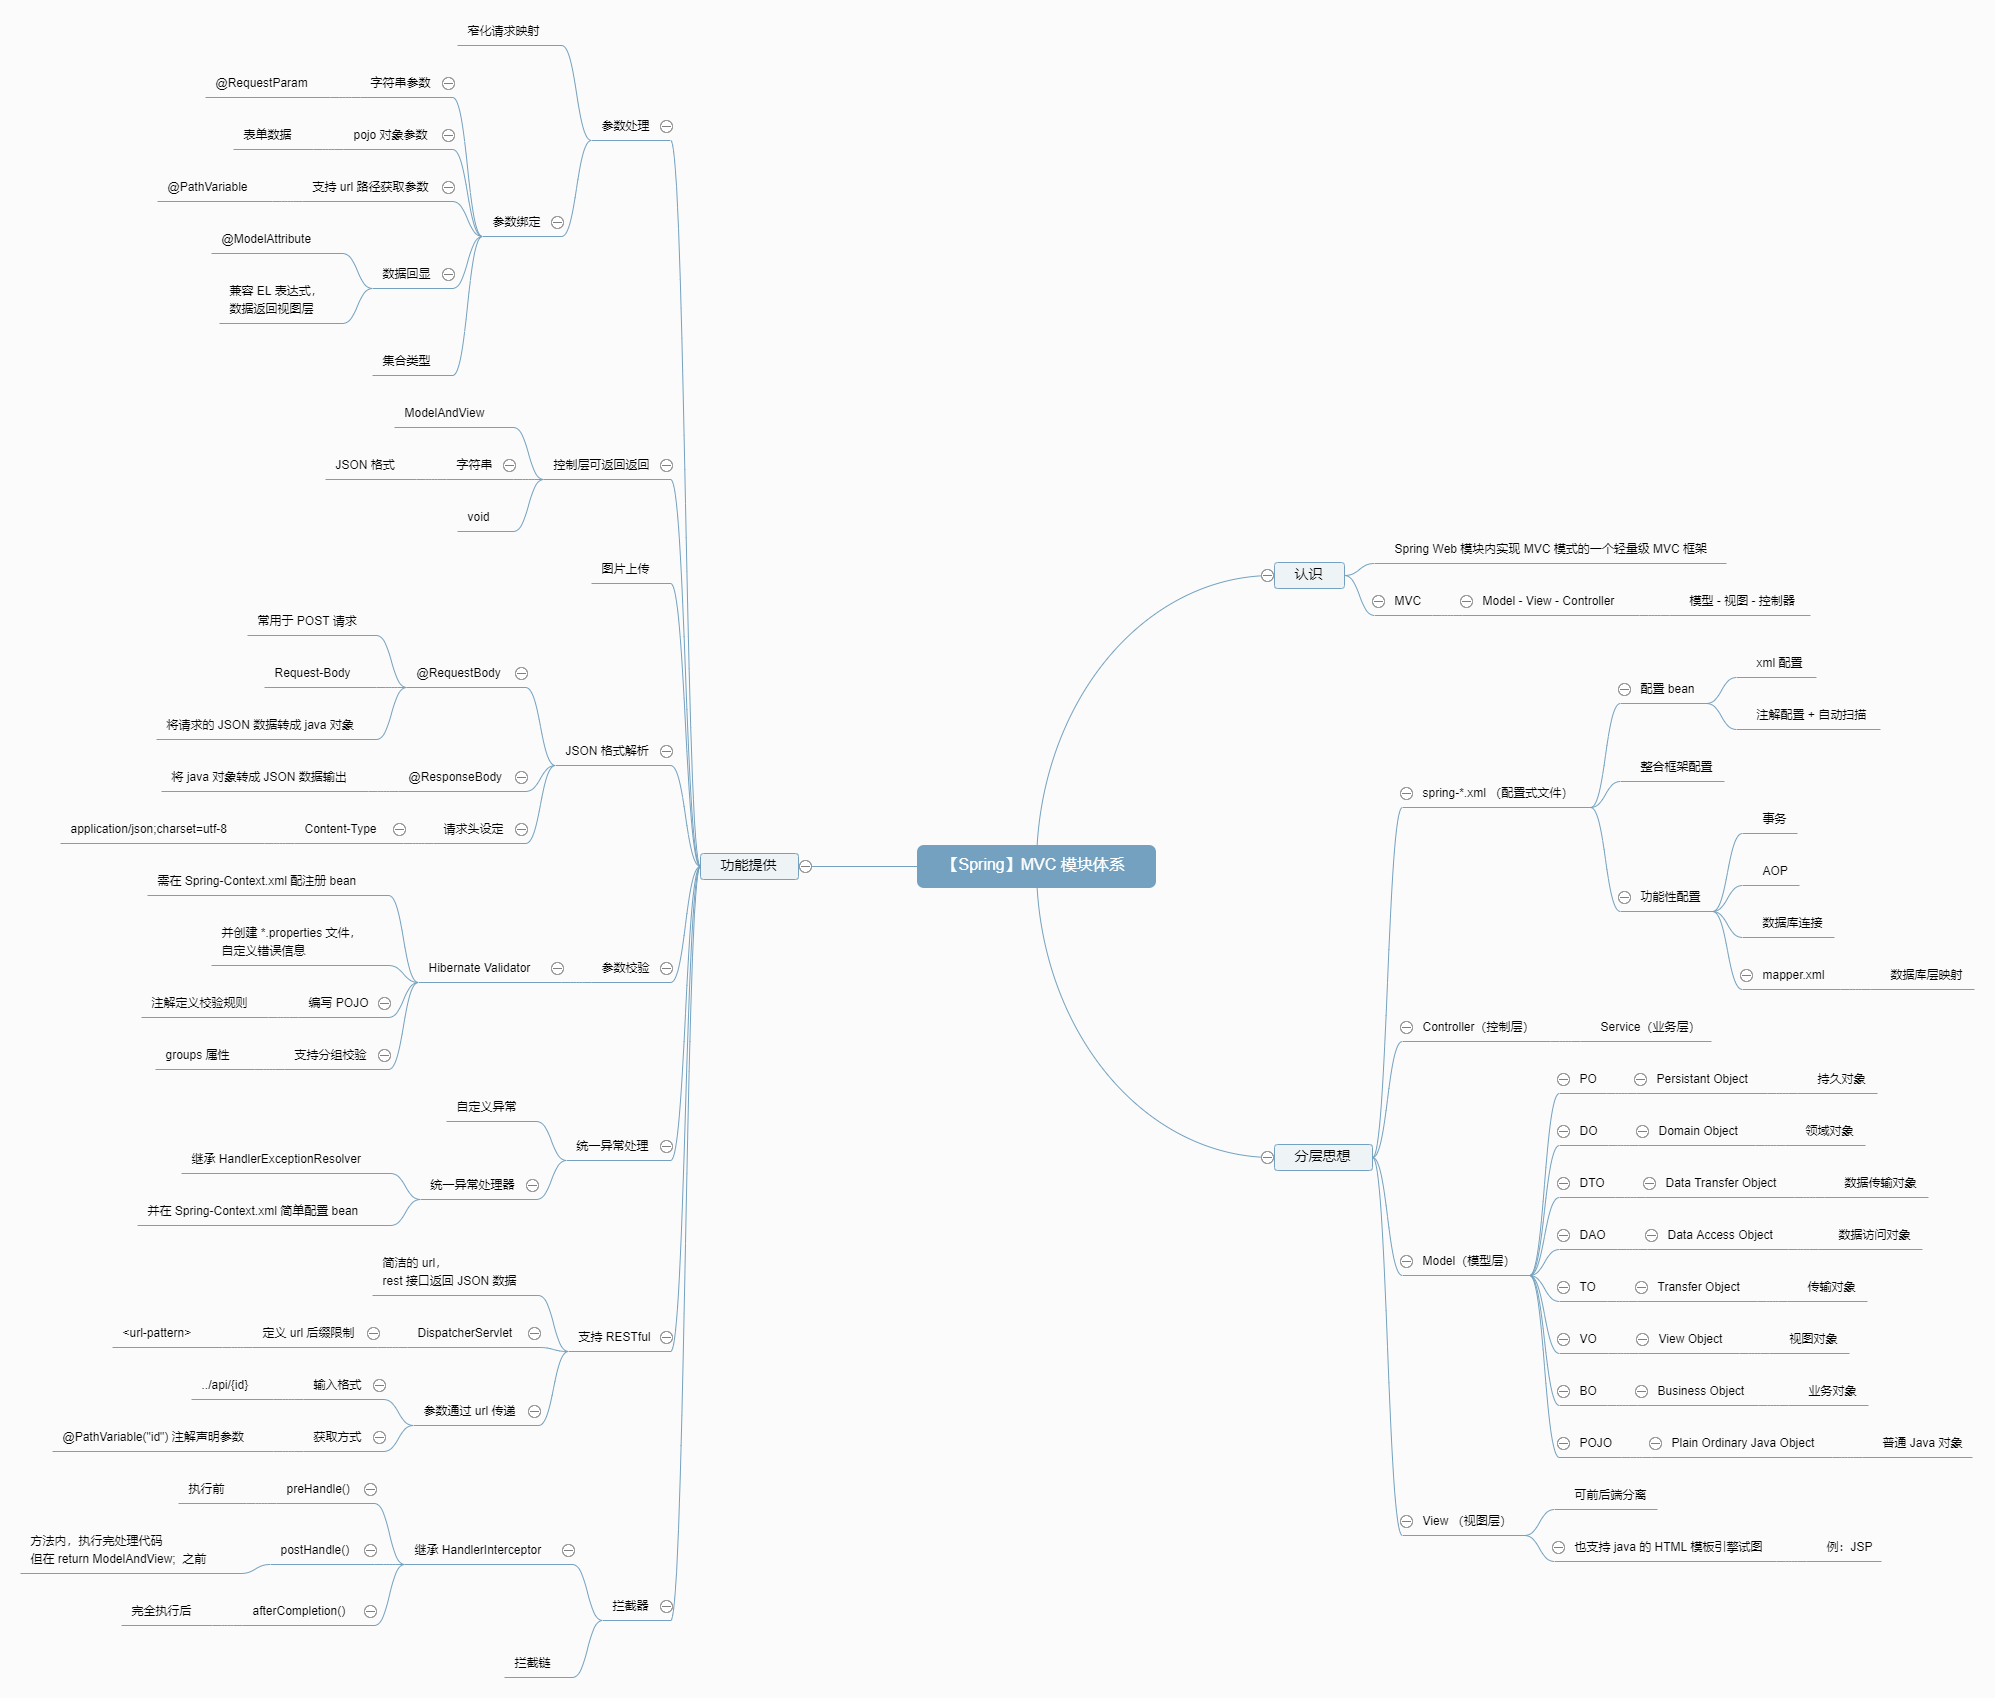 【Spring】MVC 模块体系
认识
Spring Web 模块内实现 MVC 模式的一个轻量级 MVC 框架
MVC
Model - View - Controller
模型 - 视图 - 控制器
分层思想
spring-*.xml （配置式文件）
配置 bean
xml 配置
注解配置 + 自动扫描
整合框架配置
功能性配置
事务
AOP
数据库连接
mapper.xml
数据库层映射
Controller（控制层）
Service（业务层）
Model（模型层）
PO
Persistant Object
持久对象
DO
Domain Object
领域对象
DTO
Data Transfer Object
数据传输对象
DAO
Data Access Object
数据访问对象
TO
Transfer Object
传输对象
VO
View Object
视图对象
BO
Business Object
业务对象
POJO
Plain Ordinary Java Object
普通 Java 对象
View （视图层）
可前后端分离
也支持 java 的 HTML 模板引擎试图
例：JSP
功能提供
参数处理
窄化请求映射
参数绑定
字符串参数
@RequestParam
pojo 对象参数
表单数据
支持 url 路径获取参数
@PathVariable
数据回显
@ModelAttribute
兼容 EL 表达式，
数据返回视图层
集合类型
控制层可返回返回
ModelAndView
字符串
JSON 格式
void
图片上传
JSON 格式解析
@RequestBody
常用于 POST 请求
Request-Body
将请求的 JSON 数据转成 java 对象
@ResponseBody
将 java 对象转成 JSON 数据输出
请求头设定
Content-Type
application/json;charset=utf-8
参数校验
Hibernate Validator
需在 Spring-Context.xml 配注册 bean
并创建 *.properties 文件，
自定义错误信息
编写 POJO
注解定义校验规则
支持分组校验
groups 属性
统一异常处理
自定义异常
统一异常处理器
继承 HandlerExceptionResolver
并在 Spring-Context.xml 简单配置 bean
支持 RESTful
简洁的 url，
rest 接口返回 JSON 数据
DispatcherServlet
定义 url 后缀限制
<url-pattern>
参数通过 url 传递
输入格式
../api/{id}
获取方式
@PathVariable("id") 注解声明参数
拦截器
继承 HandlerInterceptor
preHandle()
执行前
postHandle()
方法内，执行完处理代码
但在 return ModelAndView；之前
afterCompletion()
完全执行后
拦截链